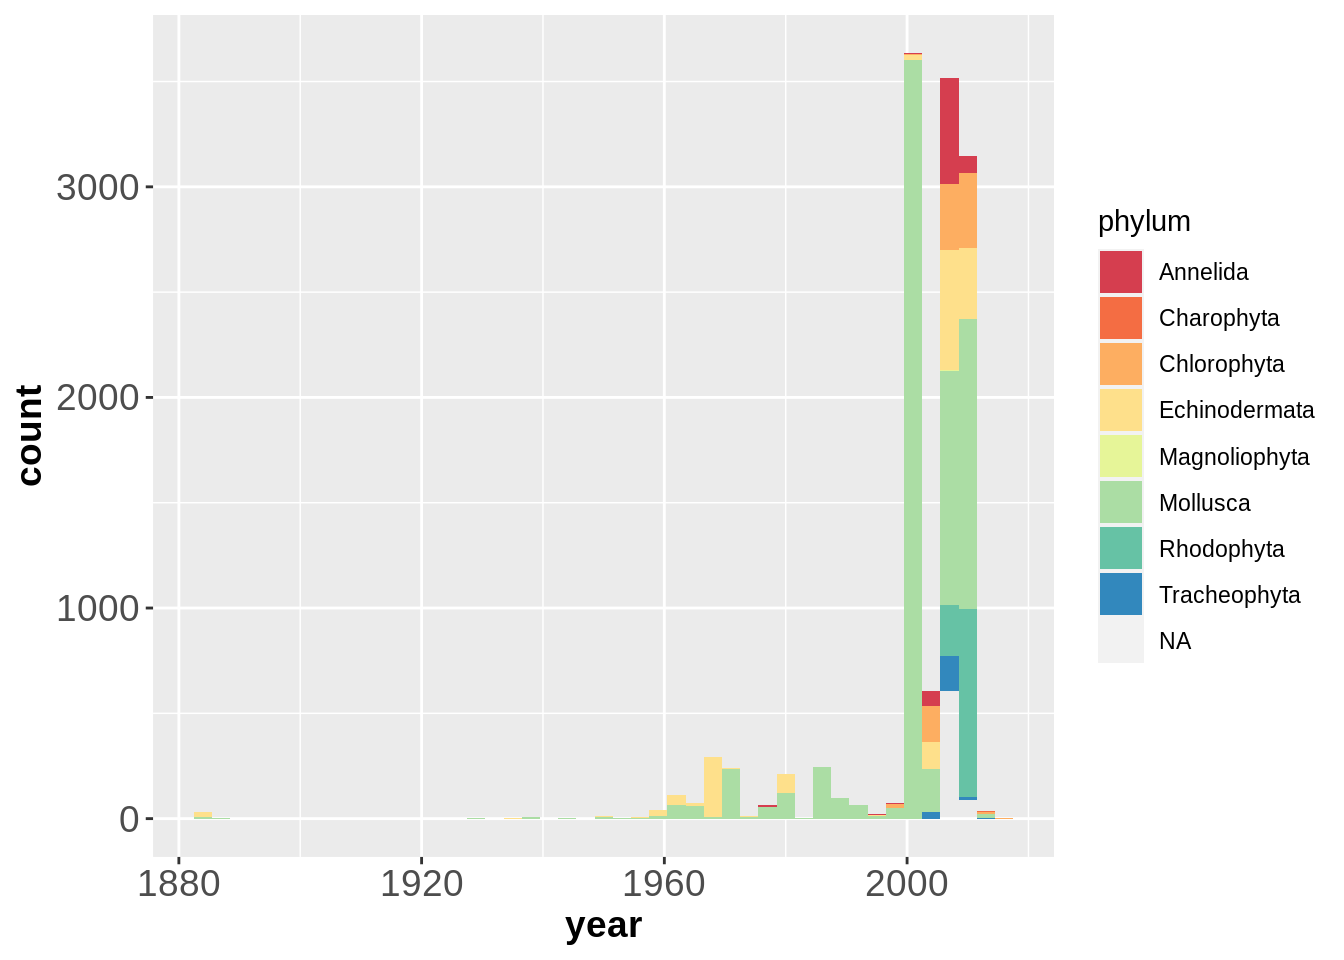 3000
2000
1000
0
count
1880 1920 1960 2000
year
phylum
Annelida
Charophyta
Chlorophyta
Echinodermata
Magnoliophyta
Mollusca
Rhodophyta
Tracheophyta
NA